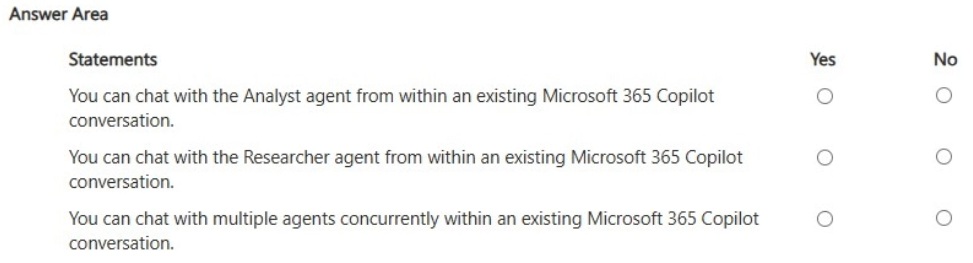 Answer Area
Statements Yes No
You can chat with the Analyst agent from within an existing Microsoft 365 Copilot
conversation.
You can chat with the Researcher agent from within an existing Microsoft 365 Copilot
conversation.
You can chat with multiple agents concurrently within an existing Microsoft 365 Copilot
conversation.